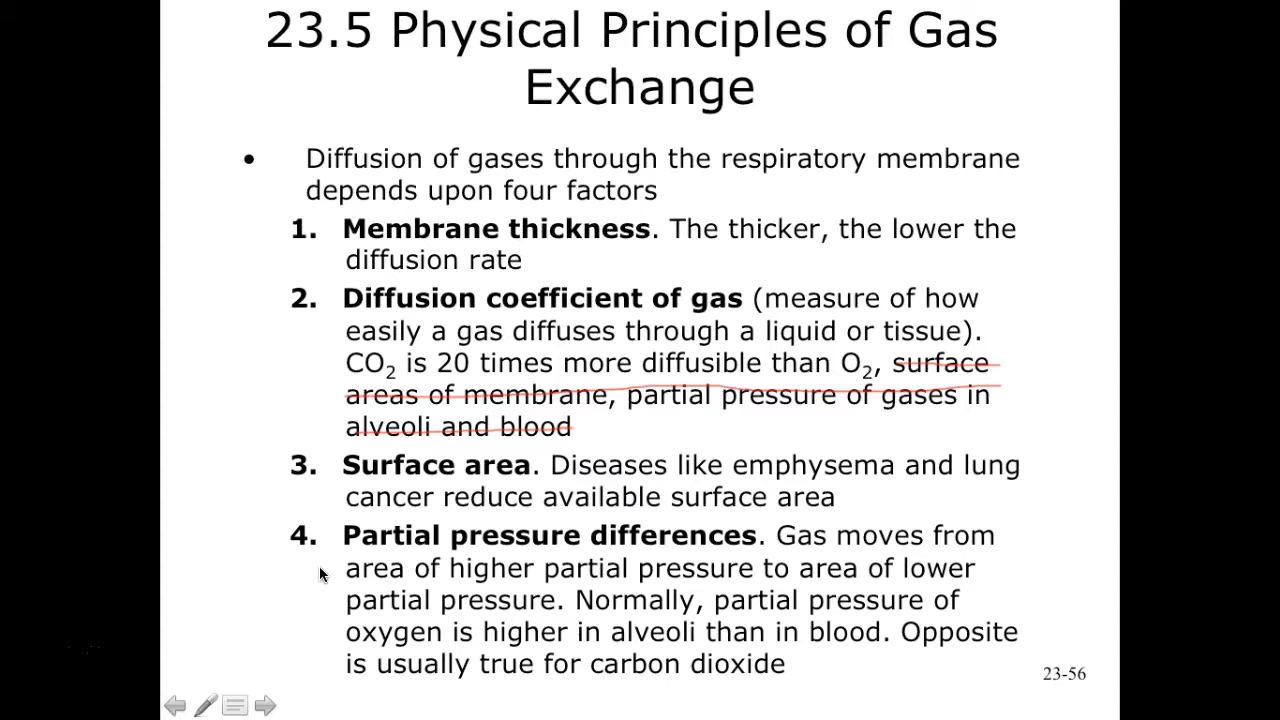 23.5 Physical Principles of Gas
Exchange
• Diffusion of gases through the respiratory membrane
depends upon four factors
1. Membrane thickness. The thicker, the lower the
diffusion rate
2. Diffusion coefficient of gas (measure of how
easily a gas diffuses through a liquid or tissue).
CO₂ is 20 times more diffusible than O₂, surface
areas of membrane, partial pressure of gases in
alveoli and blood
3. Surface area. Diseases like emphysema and lung
cancer reduce available surface area
4. Partial pressure differences. Gas moves from
area of higher partial pressure to area of lower
partial pressure. Normally, partial pressure of
oxygen is higher in alveoli than in blood. Opposite
is usually true for carbon dioxide
23-56